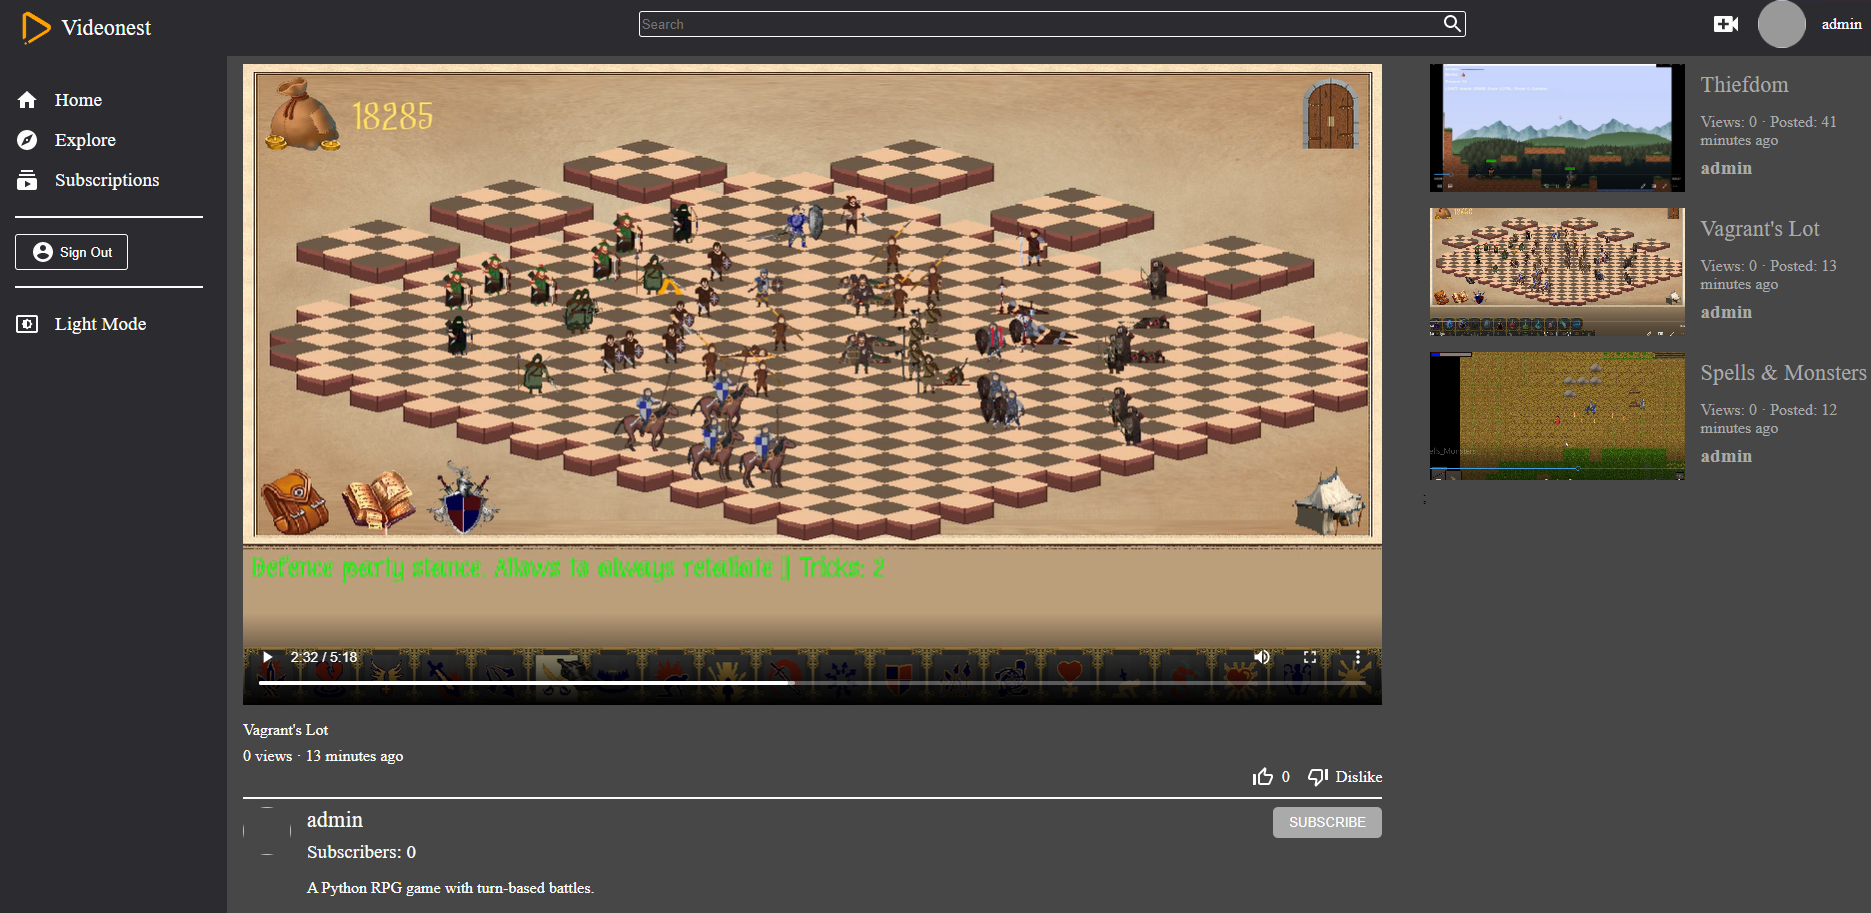 Videonest
Search
admin
Home
Explore
Subscriptions
Sign Out
Light Mode
18285
Defence party stance. Allows to always retaliate || Tricks: 2
2:32 / 5:18
Vagrant's Lot
0 views · 13 minutes ago
0 Dislike
admin
SUBSCRIBE
Subscribers: 0
A Python RPG game with turn-based battles.
Thiefdom
Views: 0 · Posted: 41
minutes ago
admin
Vagrant's Lot
Views: 0 · Posted: 13
minutes ago
admin
Spells & Monsters
Views: 0 · Posted: 12
minutes ago
admin
;